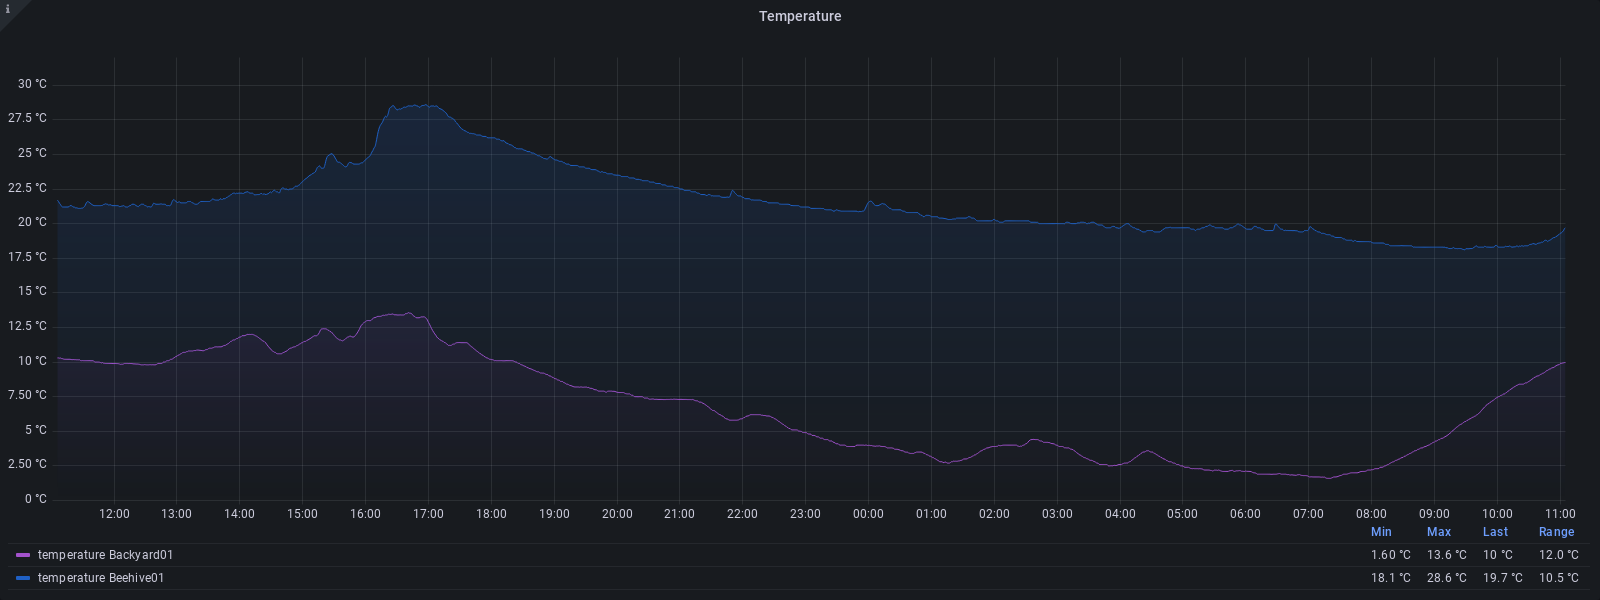 i
Temperature
30 °C
27.5 °C
25 °C
22.5 °C
20 °C
17.5 °C
15 °C
12.5 °C
10 °C
7.50 °C
5 °C
2.50 °C
0 °C
12:00 13:00 14:00 15:00 16:00 17:00 18:00 19:00 20:00 21:00 22:00 23:00 00:00 01:00 02:00 03:00 04:00 05:00 06:00 07:00 08:00 09:00 10:00 11:00
Min Max Last Range
temperature Backyard01 1.60 °C 13.6 °C 10 °C 12.0 °C
temperature Beehive01 18.1 °C 28.6 °C 19.7 °C 10.5 °C